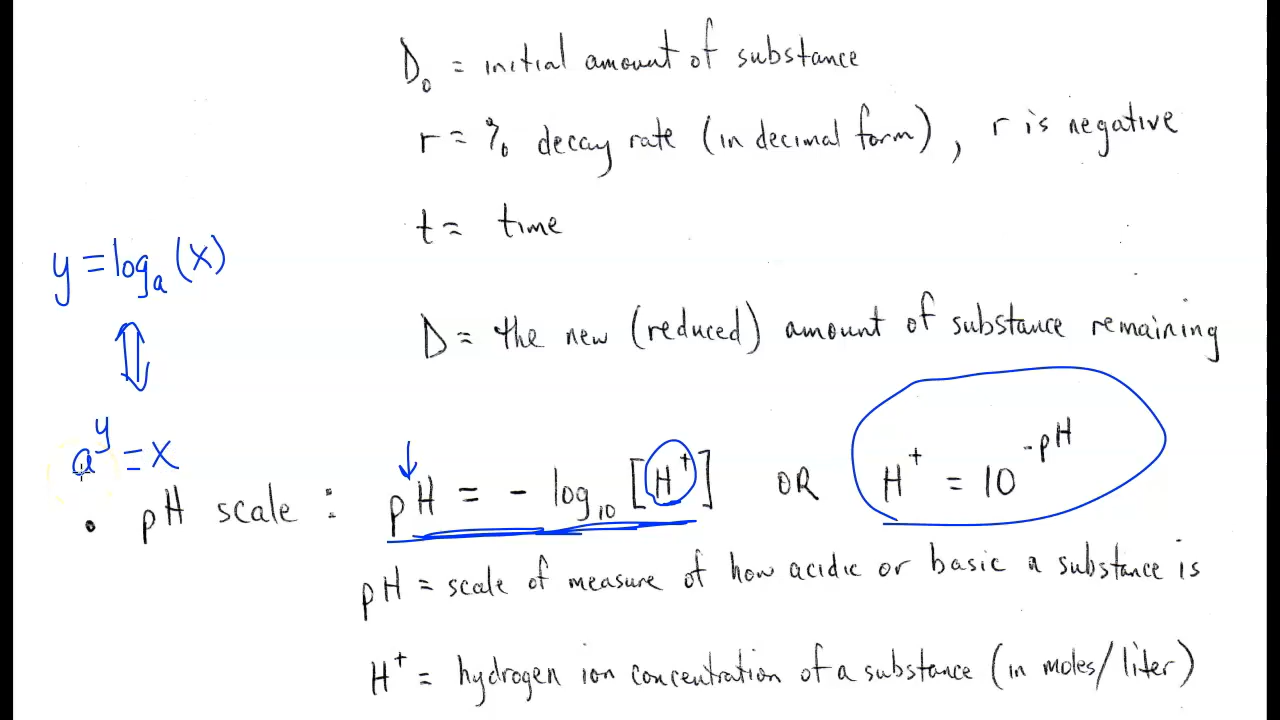 D₀ = initial amount of substance
r = % decay rate (in decimal form), r is negative
t = time
y = logₐ(x)
D = the new (reduced) amount of substance remaining
a^y = x
• pH scale : pH = - log₁₀ [H⁺] OR H⁺ = 10^-pH
pH = scale of measure of how acidic or basic a substance is
H⁺ = hydrogen ion concentration of a substance (in moles/liter)